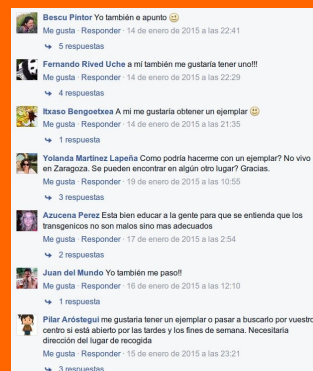 Bescu Pintor Yo también e apunto
Me gusta · Responder · 14 de enero de 2015 a las 22:41
5 respuestas
Fernando Rived Uche a mí también me gustaría tener uno!!!
Me gusta · Responder · 14 de enero de 2015 a las 22:29
4 respuestas
Itxaso Bengoetxea A mi me gustaría obtener un ejemplar
Me gusta · Responder · 14 de enero de 2015 a las 21:35
1 respuesta
Yolanda Martinez Lapeña Como podría hacerme con un ejemplar? No vivo
en Zaragoza. Se pueden encontrar en algún otro lugar? Gracias.
Me gusta · Responder · 19 de enero de 2015 a las 10:55
3 respuestas
Azucena Perez Esta bien educar a la gente para que se entienda que los
transgenicos no son malos sino mas adecuados
Me gusta · Responder · 17 de enero de 2015 a las 2:54
2 respuestas
Juan del Mundo Yo también me paso!!
Me gusta · Responder · 16 de enero de 2015 a las 12:10
1 respuesta
Pilar Aróstegui me gustaria tener un ejemplar o pasar a buscarlo por vuestro
centro si está abierto por las tardes y los fines de semana. Necesitaria
dirección del lugar de recogida
Me gusta · Responder · 15 de enero de 2015 a las 23:21
3 respuestas